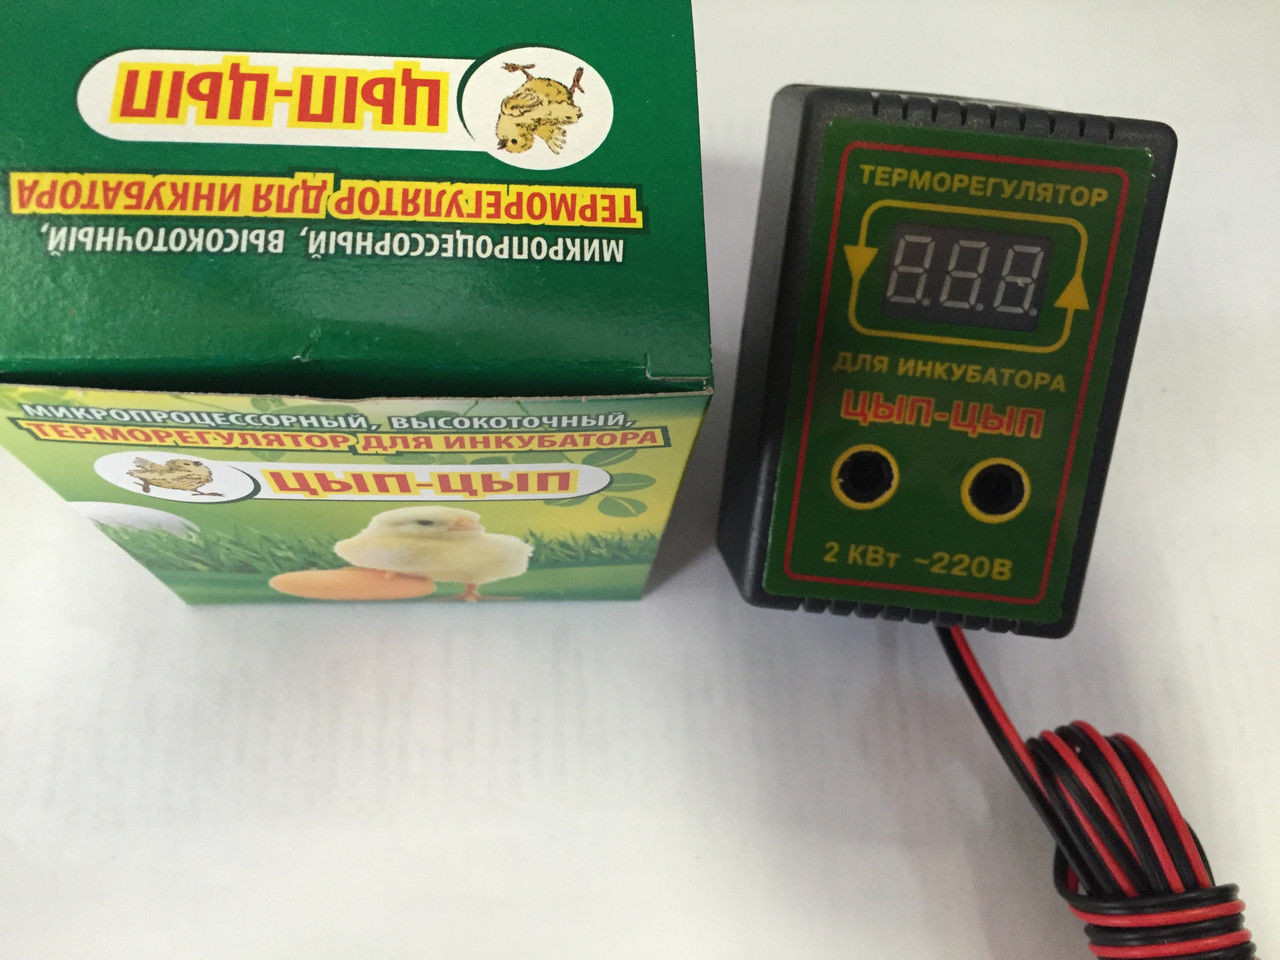 ЦЫП-ЦЫП
ТЕРМОРЕГУЛЯТОР ДЛЯ ИНКУБАТОРА
МИКРОПРОЦЕССОРНЫЙ, ВЫСОКОТОЧНЫЙ,
МИКРОПРОЦЕССОРНЫЙ, ВЫСОКОТОЧНЫЙ,
ТЕРМОРЕГУЛЯТОР ДЛЯ ИНКУБАТОРА
ЦЫП-ЦЫП
ТЕРМОРЕГУЛЯТОР
8.8.8.
ДЛЯ ИНКУБАТОРА
ЦЫП-ЦЫП
2 КВт ~220В